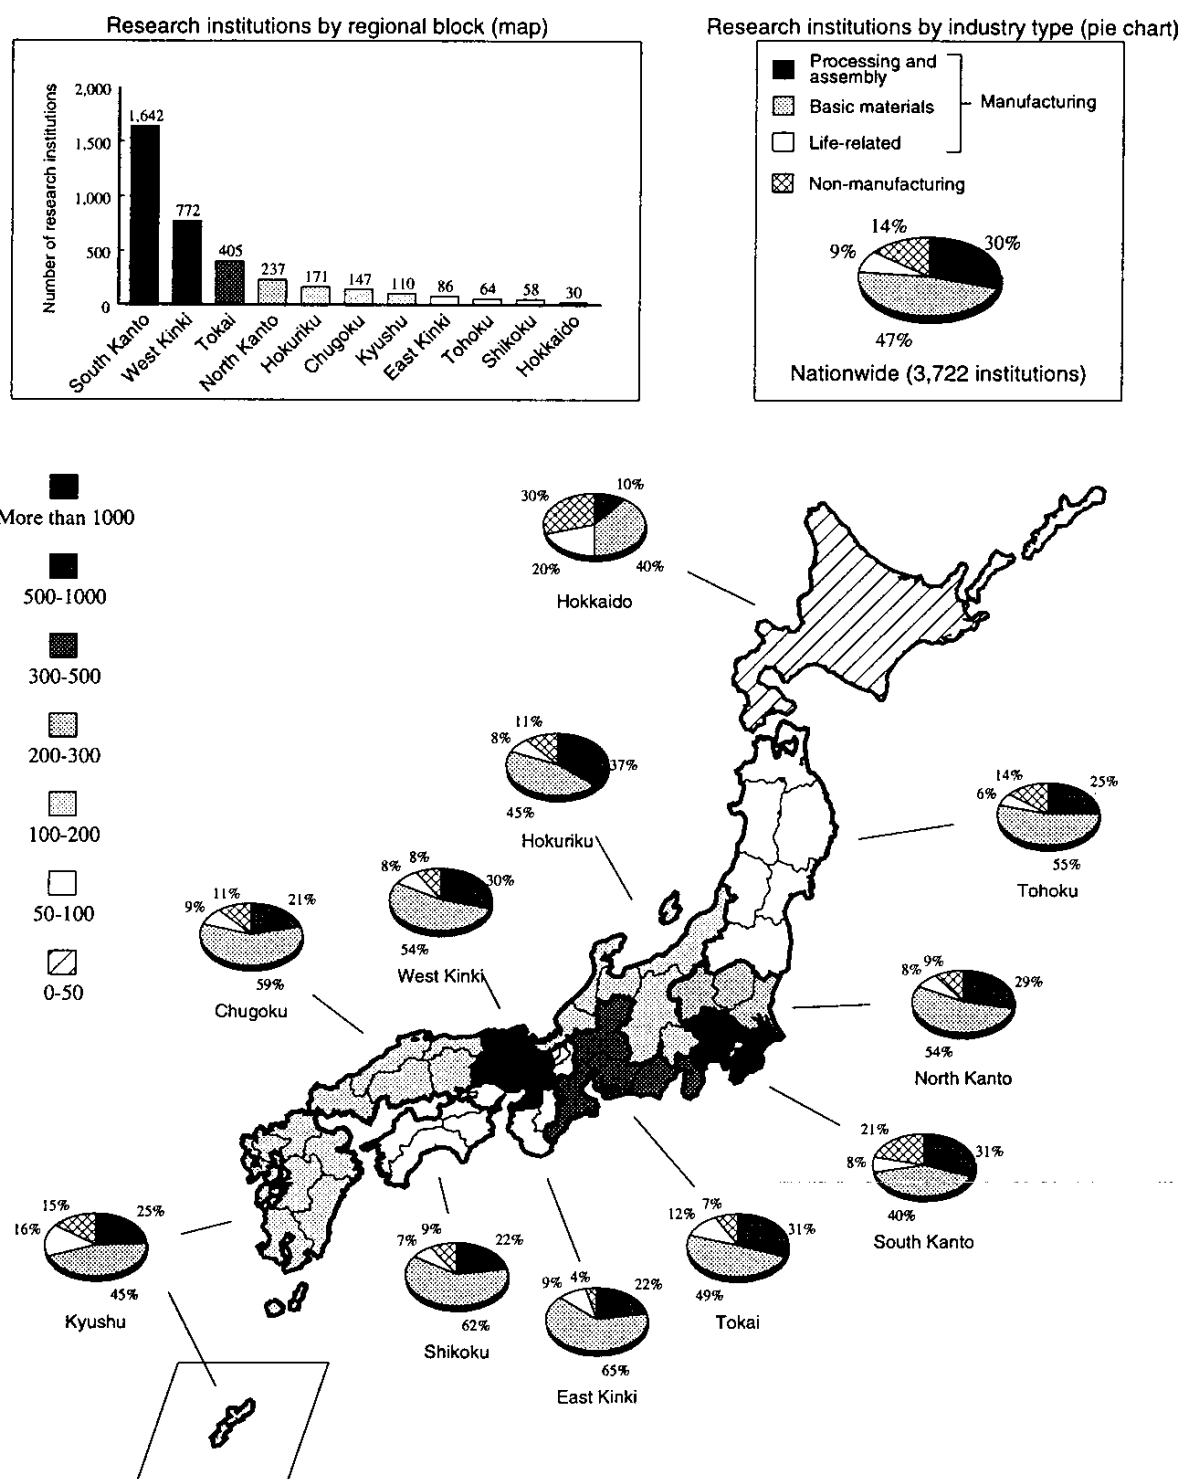 Research institutions by regional block (map)
Number of research institutions
2,000
1,500
1,000
500
0
1,642
772
405
237
171
147
110
86
64
58
30
South Kanto
West Kinki
Tokai
North Kanto
Hokuriku
Chugoku
Kyushu
East Kinki
Tohoku
Shikoku
Hokkaido
Research institutions by industry type (pie chart)
Processing and
assembly
Basic materials
Life-related
Manufacturing
Non-manufacturing
14%
30%
9%
47%
Nationwide (3,722 institutions)
More than 1000
500-1000
300-500
200-300
100-200
50-100
0-50
30%
10%
20%
40%
Hokkaido
11%
8%
37%
45%
Hokuriku
14%
25%
6%
55%
Tohoku
8%
8%
30%
54%
West Kinki
11%
9%
21%
59%
Chugoku
9%
8%
29%
54%
North Kanto
21%
31%
8%
40%
South Kanto
15%
25%
16%
45%
Kyushu
9%
7%
22%
62%
Shikoku
4%
9%
22%
65%
East Kinki
7%
12%
31%
49%
Tokai